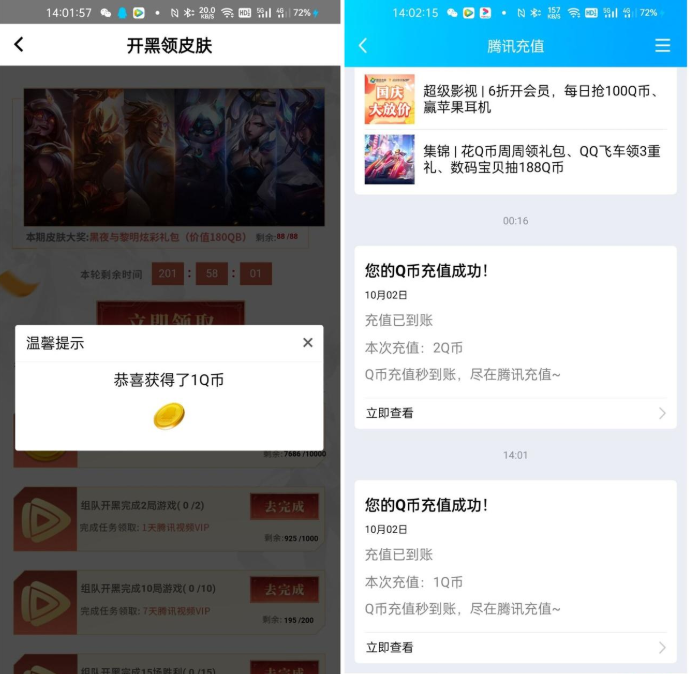 14:01:57
20.0
KB/S
HD
5G
4G
72%
开黑领皮肤
本期皮肤大奖:黑夜与黎明炫彩礼包(价值180QB) 剩余:88/88
本轮剩余时间 201 : 58 : 01
立即领取
温馨提示
恭喜获得了1Q币
剩余:7686/10000
组队开黑完成2局游戏( 0 /2)
完成任务领取: 1天腾讯视频VIP
去完成
剩余:925/1000
组队开黑完成10局游戏( 0 /10)
完成任务领取: 7天腾讯视频VIP
去完成
剩余: 195/200
组队开黑完成15场胜利( 0 /15)
去完成
14:02:15
157
KB/S
HD
5G
4G
72%
腾讯充值
国庆
大放价
超级影视 | 6折开会员,每日抢100Q币、
赢苹果耳机
集锦 | 花Q币周周领礼包、QQ飞车领3重
礼、数码宝贝抽188Q币
00:16
您的Q币充值成功!
10月02日
充值已到账
本次充值:2Q币
Q币充值秒到账,尽在腾讯充值~
立即查看
14:01
您的Q币充值成功!
10月02日
充值已到账
本次充值:1Q币
Q币充值秒到账,尽在腾讯充值~
立即查看